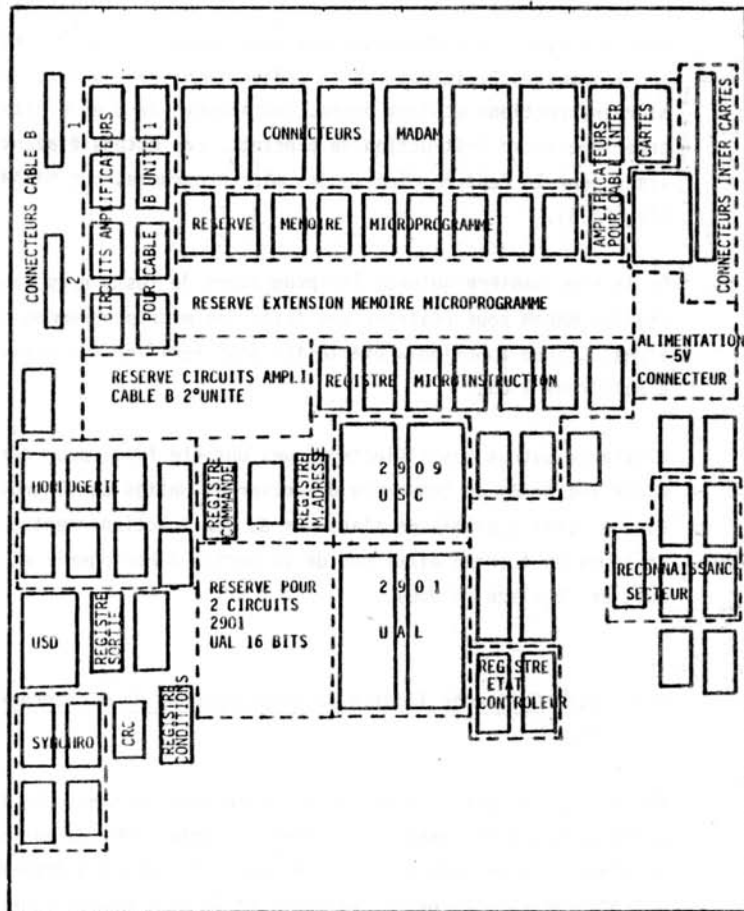 CONNECTEURS CABLE B
1
2
CIRCUITS AMPLIFICATEURS
POUR CABLE B UNITE 1
CONNECTEURS MADAM
AMPLIFICATEURS
POUR CABLE INTER
CARTES
CONNECTEURS INTER CARTES
RESERVE MEMOIRE MICROPROGRAMME
RESERVE EXTENSION MEMOIRE MICROPROGRAMME
ALIMENTATION
-5V
CONNECTEUR
RESERVE CIRCUITS AMPLI.
CABLE B 2°UNITE
REGISTRE MICROINSTRUCTION
HORLOGERIE
REGISTRE
COMMANDE
REGISTRE
M.ADRESSE
2909
USC
RECONNAISSANC
SECTEUR
RESERVE POUR
2 CIRCUITS
2901
UAL 16 BITS
2901
UAL
USD
REGISTRE
SORTIE
REGISTRE
ETAT
CONTROLEUR
SYNCHRO
CRC
REGISTRE
CONDITIONS